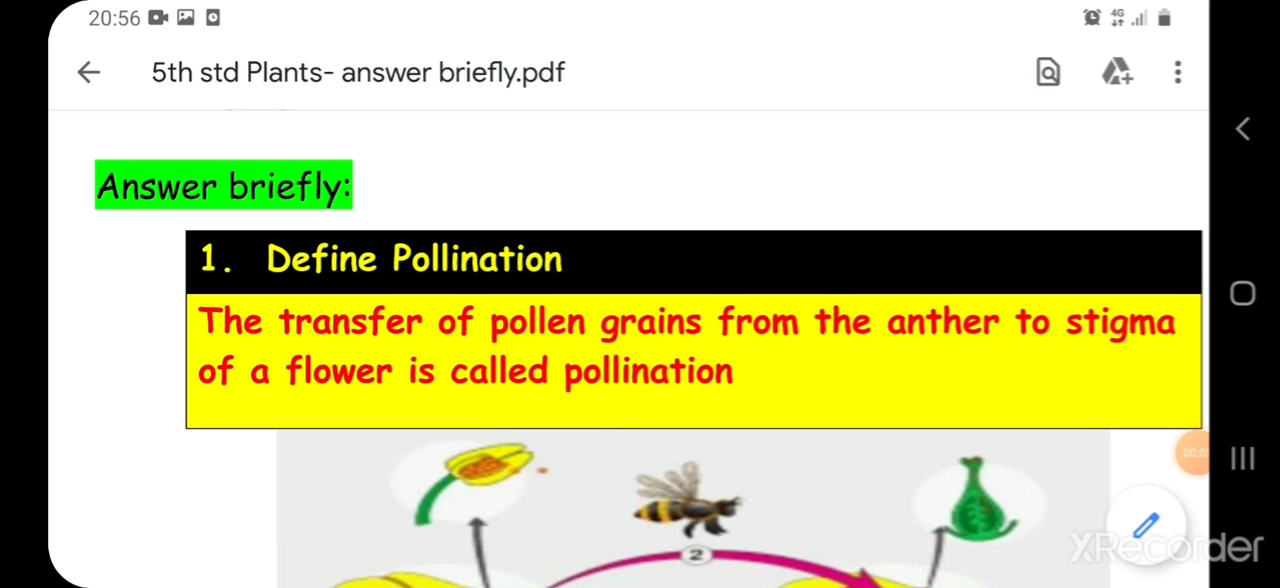 20:56
4G
5th std Plants- answer briefly.pdf
Answer briefly:
1. Define Pollination
The transfer of pollen grains from the anther to stigma
of a flower is called pollination
2
XRecorder